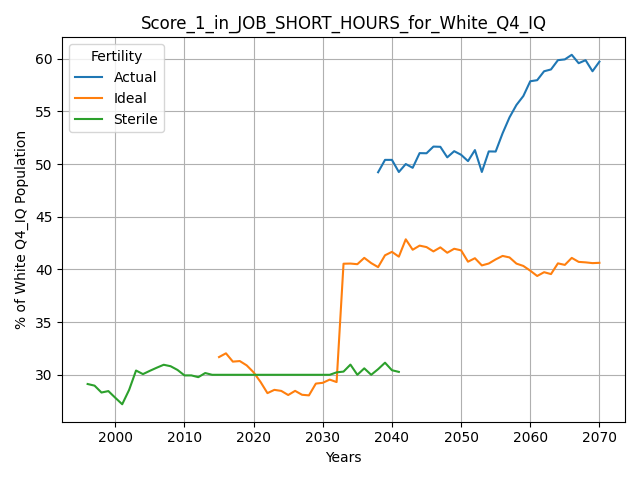 Score_1_in_JOB_SHORT_HOURS_for_White_Q4_IQ
Fertility
Actual
Ideal
Sterile
% of White Q4_IQ Population
60
55
50
45
40
35
30
2000
2010
2020
2030
2040
2050
2060
2070
Years